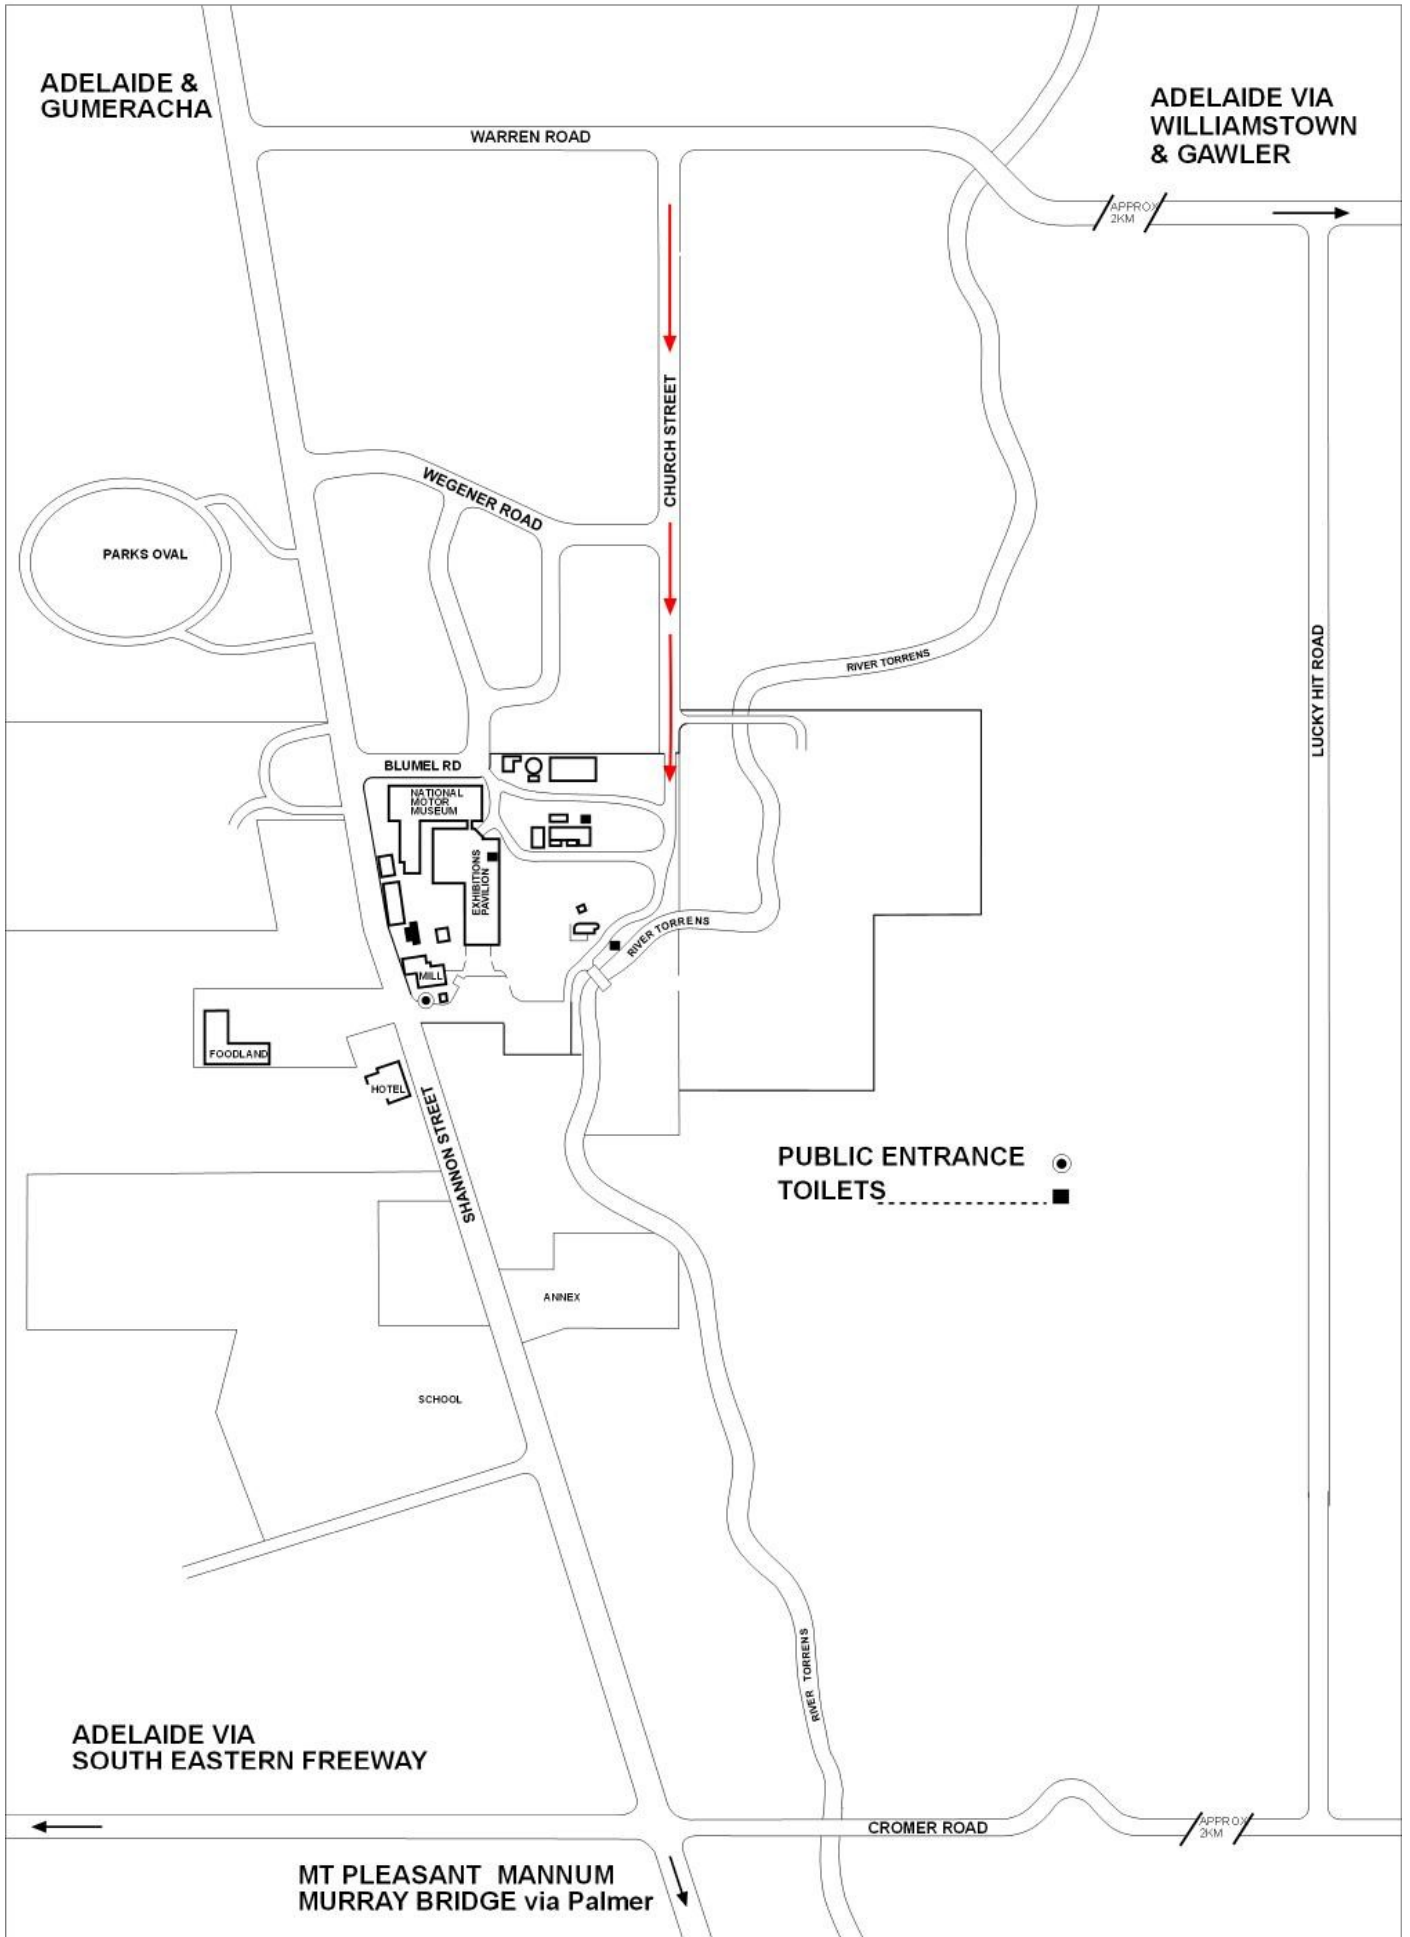 ADELAIDE &
GUMERACHA
WARREN ROAD
ADELAIDE VIA
WILLIAMSTOWN
& GAWLER
APPROX
2KM
CHURCH STREET
WEGENER ROAD
PARKS OVAL
RIVER TORRENS
LUCKY HIT ROAD
BLUMEL RD
NATIONAL
MOTOR
MUSEUM
EXHIBITIONS
PAVILION
RIVER TORRENS
MILL
FOODLAND
HOTEL
SHANNON STREET
PUBLIC ENTRANCE
TOILETS
ANNEX
SCHOOL
RIVER TORRENS
ADELAIDE VIA
SOUTH EASTERN FREEWAY
CROMER ROAD
APPROX
2KM
MT PLEASANT MANNUM
MURRAY BRIDGE via Palmer